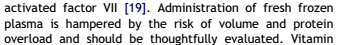 activated factor VII [19]. Administration of fresh frozen
plasma is hampered by the risk of volume and protein
overload and should be thoughtfully evaluated. Vitamin